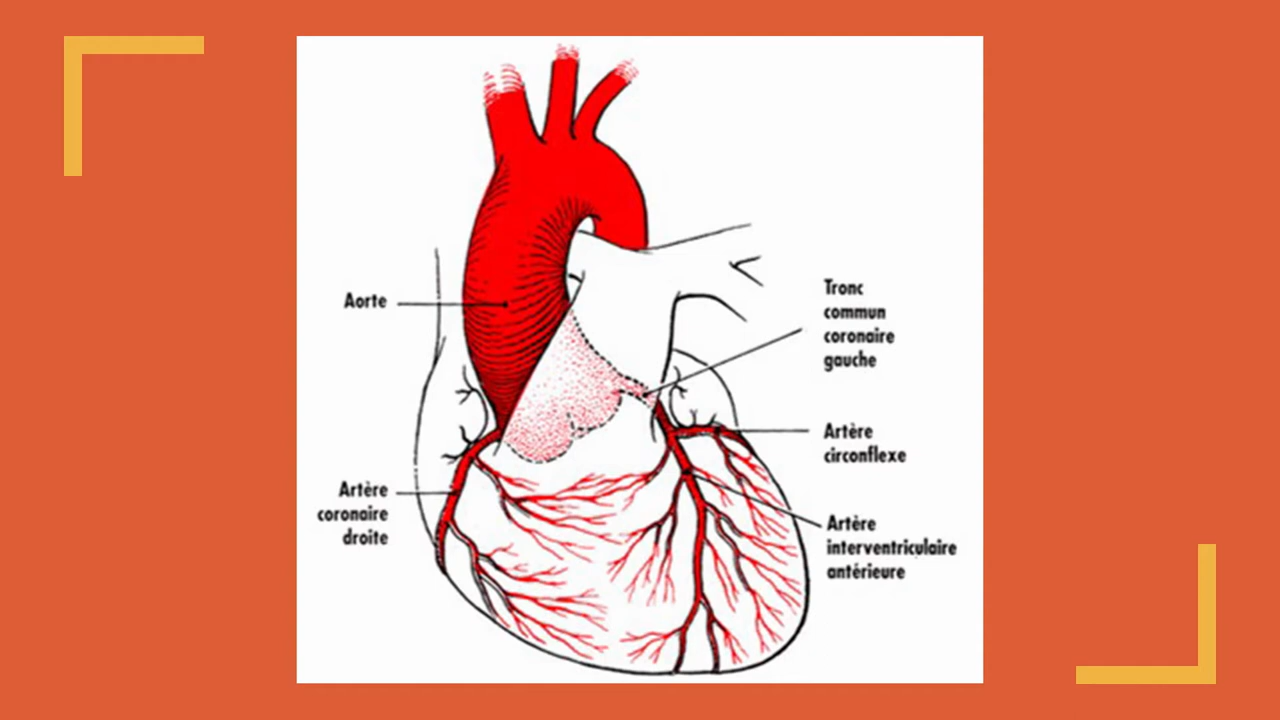 Aorte
Artère
coronaire
droite
Tronc
commun
coronaire
gauche
Artère
circonflexe
Artère
interventriculaire
antérieure